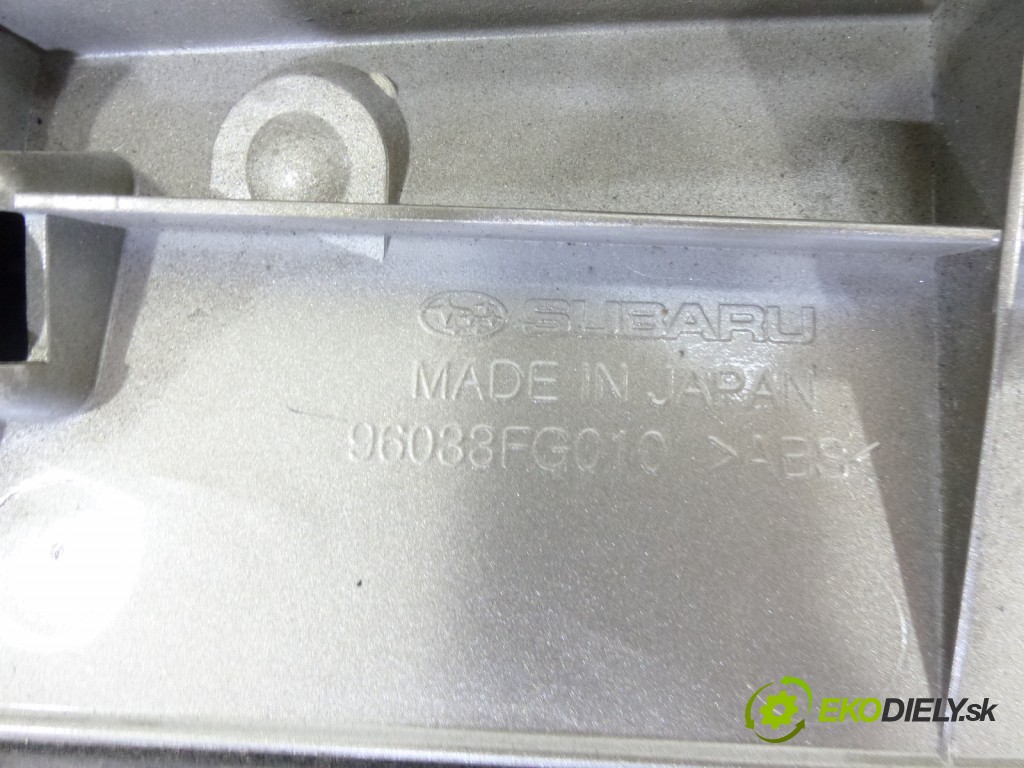 SUBARU
MADE IN JAPAN
96033FG010 >ABS<
EKODIELY.sk